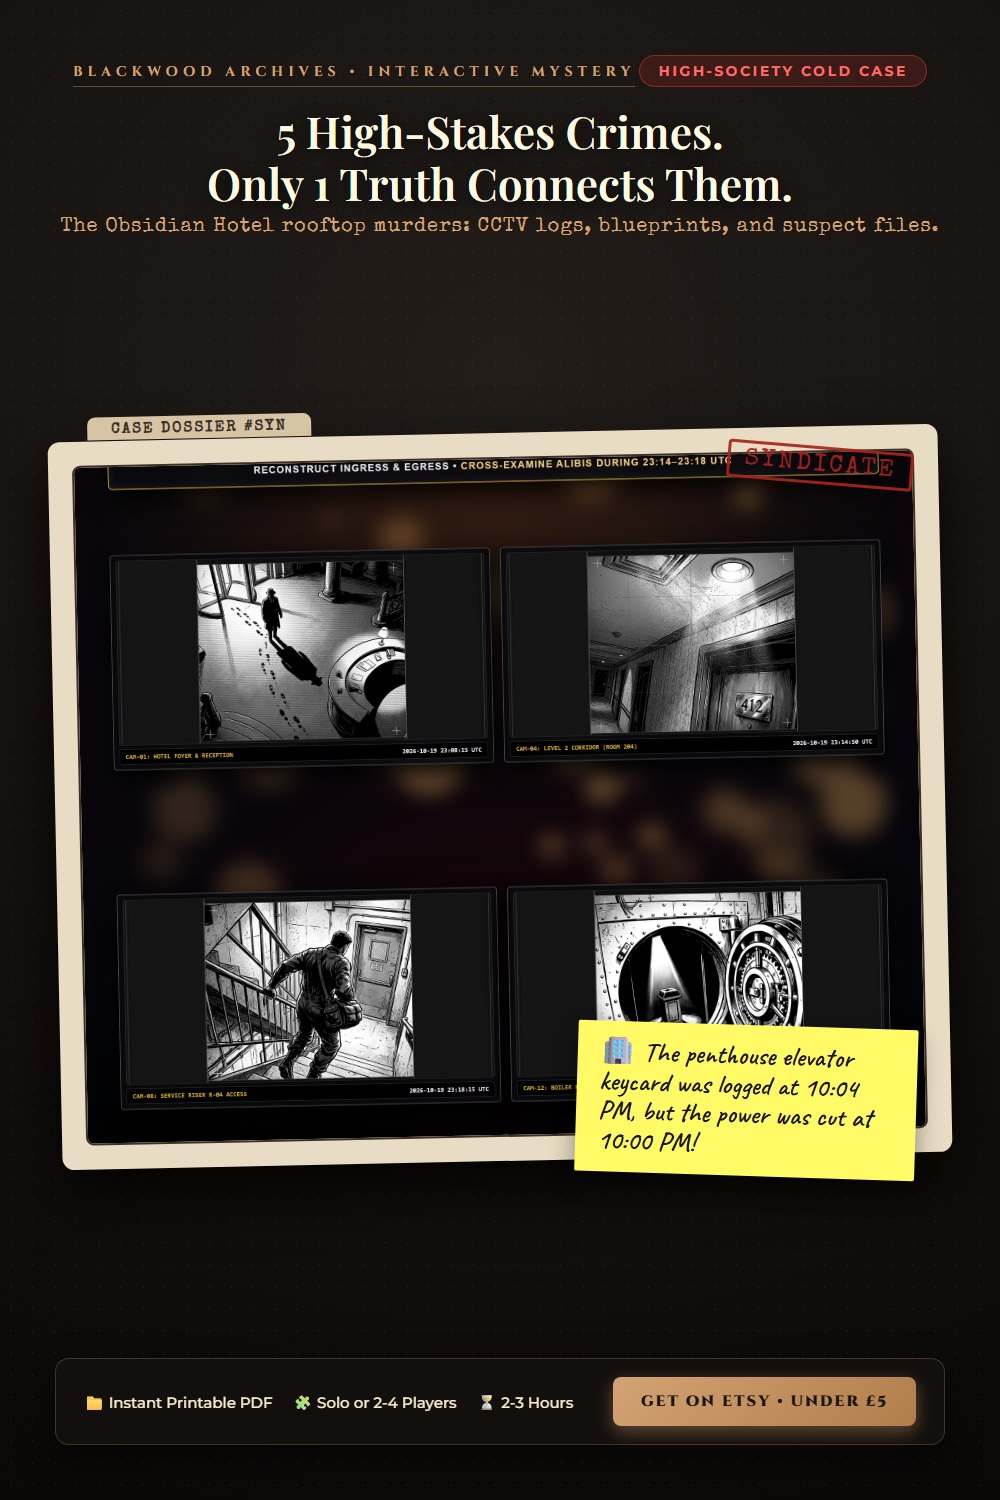 BLACKWOOD ARCHIVES • INTERACTIVE MYSTERY
HIGH-SOCIETY COLD CASE
5 High-Stakes Crimes.
Only 1 Truth Connects Them.
The Obsidian Hotel rooftop murders: CCTV logs, blueprints, and suspect files.
CASE DOSSIER #SYN
RECONSTRUCT INGRESS & EGRESS • CROSS-EXAMINE ALIBIS DURING 23:14–23:18 UTC
SYNDICATE
412
CAM-01: HOTEL FOYER & RECEPTION
2026-10-19 23:08:15 UTC
CAM-04: LEVEL 2 CORRIDOR (ROOM 204)
2026-10-19 23:14:50 UTC
CAM-08: SERVICE RISER R-04 ACCESS
2026-10-19 23:18:15 UTC
CAM-12: BOILER
🏢 The penthouse elevator
keycard was logged at 10:04
PM, but the power was cut at
10:00 PM!
Instant Printable PDF
Solo or 2-4 Players
2-3 Hours
GET ON ETSY • UNDER £5